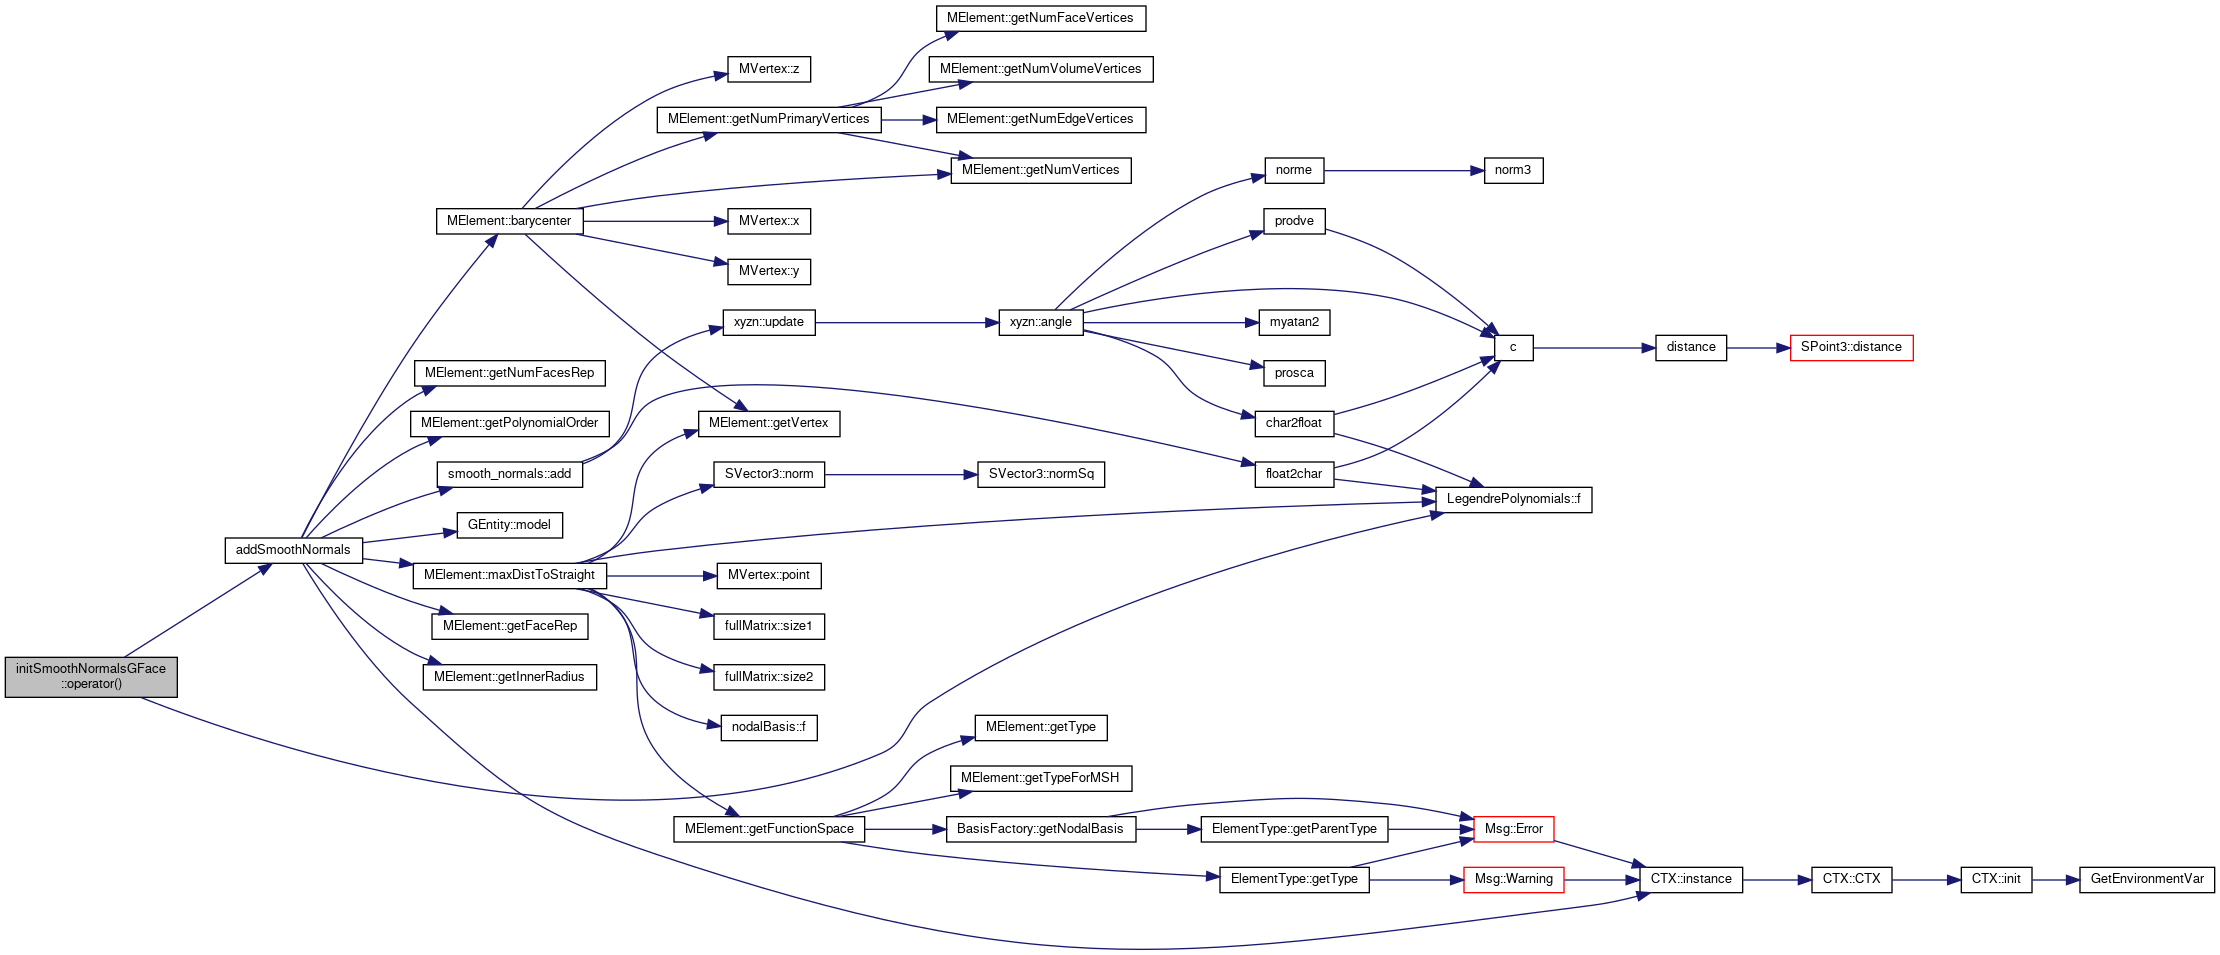 MElement::getNumFaceVertices
MVertex::z
MElement::getNumVolumeVertices
MElement::getNumPrimaryVertices
MElement::getNumEdgeVertices
MElement::getNumVertices
norme
norm3
MElement::barycenter
MVertex::x
prodve
MVertex::y
xyzn::update
xyzn::angle
myatan2
c
distance
SPoint3::distance
MElement::getNumFacesRep
prosca
MElement::getPolynomialOrder
MElement::getVertex
char2float
smooth_normals::add
SVector3::norm
SVector3::normSq
float2char
LegendrePolynomials::f
GEntity::model
addSmoothNormals
MElement::maxDistToStraight
MVertex::point
MElement::getFaceRep
fullMatrix::size1
initSmoothNormalsGFace
::operator()
MElement::getInnerRadius
fullMatrix::size2
nodalBasis::f
MElement::getType
MElement::getTypeForMSH
MElement::getFunctionSpace
BasisFactory::getNodalBasis
ElementType::getParentType
Msg::Error
ElementType::getType
Msg::Warning
CTX::instance
CTX::CTX
CTX::init
GetEnvironmentVar